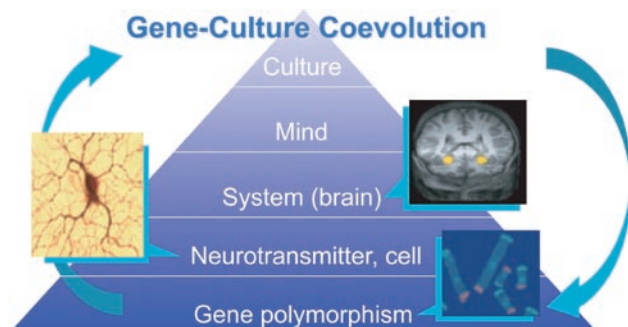 Gene-Culture Coevolution
Culture
Mind
System (brain)
Neurotransmitter, cell
Gene polymorphism